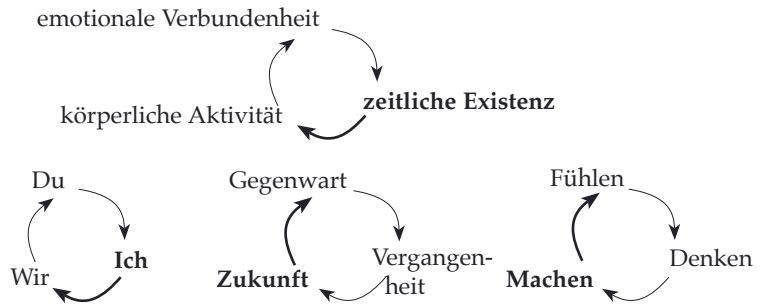 emotionale Verbundenheit
zeitliche Existenz
körperliche Aktivität
Du
Ich
Wir
Gegenwart
Vergangen-
heit
Zukunft
Fühlen
Denken
Machen